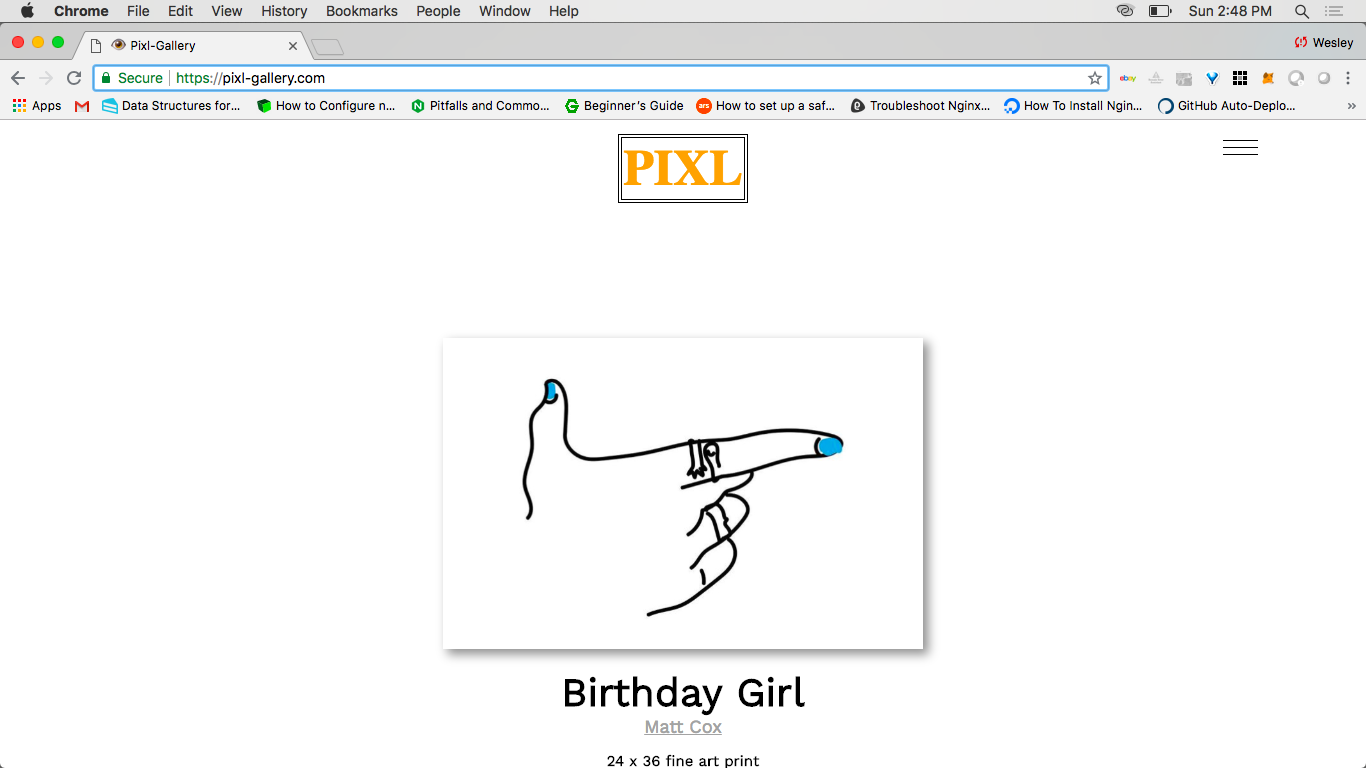 Chrome File Edit View History Bookmarks People Window Help Sun 2:48 PM
Pixl-Gallery Wesley
Secure https://pixl-gallery.com ebay
Apps Data Structures for... How to Configure n... Pitfalls and Commo... Beginner's Guide ars How to set up a saf... Troubleshoot Nginx... How To Install Ngin... GitHub Auto-Deplo... »
PIXL
Birthday Girl
Matt Cox
24 x 36 fine art print